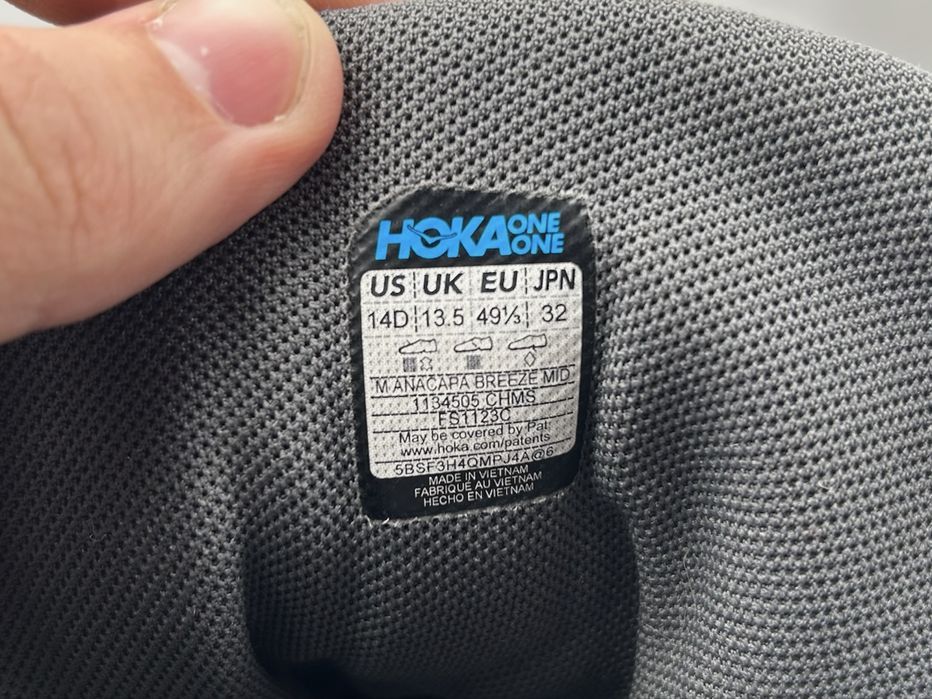 HOKA ONE ONE
US UK EU JPN
14D 13.5 49⅓ 32
M ANACAPA BREEZE MID
1134505 CHMS
FS1123C
May be covered by Pat:
www.hoka.com/patents
5BSF3H4QMPJ4A@6
MADE IN VIETNAM
FABRIQUÉ AU VIETNAM
HECHO EN VIETNAM